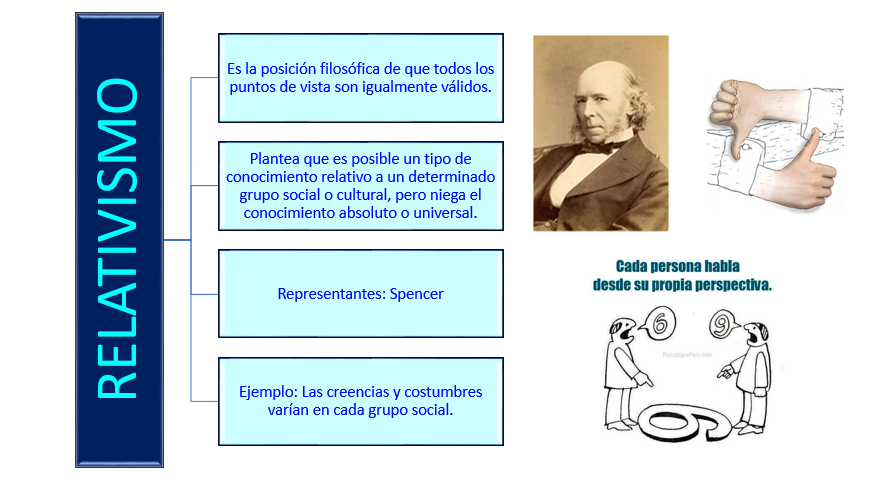 RELATIVISMO
Es la posición filosófica de que todos los
puntos de vista son igualmente válidos.
Plantea que es posible un tipo de
conocimiento relativo a un determinado
grupo social o cultural, pero niega el
conocimiento absoluto o universal.
Representantes: Spencer
Ejemplo: Las creencias y costumbres
varían en cada grupo social.
Cada persona habla
desde su propia perspectiva.
6
9
PsicologiaPeru.com
6